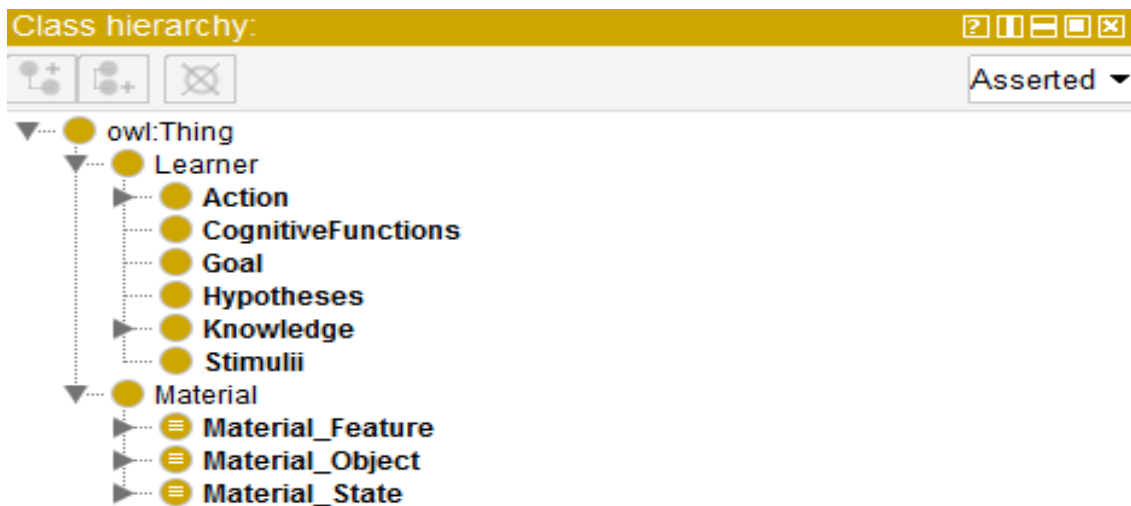 Class hierarchy:
Asserted
owl:Thing
Learner
Action
CognitiveFunctions
Goal
Hypotheses
Knowledge
Stimulii
Material
Material_Feature
Material_Object
Material_State